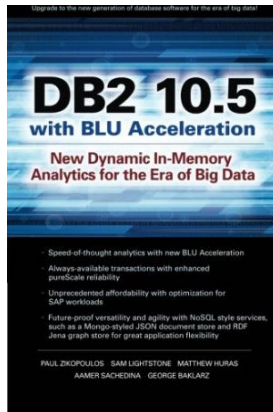 Upgrade to the new generation of database software for the era of big data!
DB2 10.5
with BLU Acceleration
New Dynamic In-Memory
Analytics for the Era of Big Data
· Speed-of-thought analytics with new BLU Acceleration
· Always-available transactions with enhanced
pureScale reliability
· Unprecedented affordability with optimization for
SAP workloads
· Future-proof versatility and agility with NoSQL style services,
such as a Mongo-styled JSON document store and RDF
Jena graph store for great application flexibility
PAUL ZIKOPOULOS SAM LIGHTSTONE MATTHEW HURAS
AAMER SACHEDINA GEORGE BAKLARZ